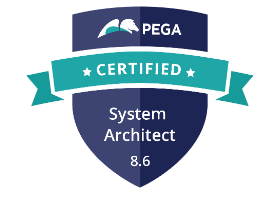 PEGA
CERTIFIED
System
Architect
8.6